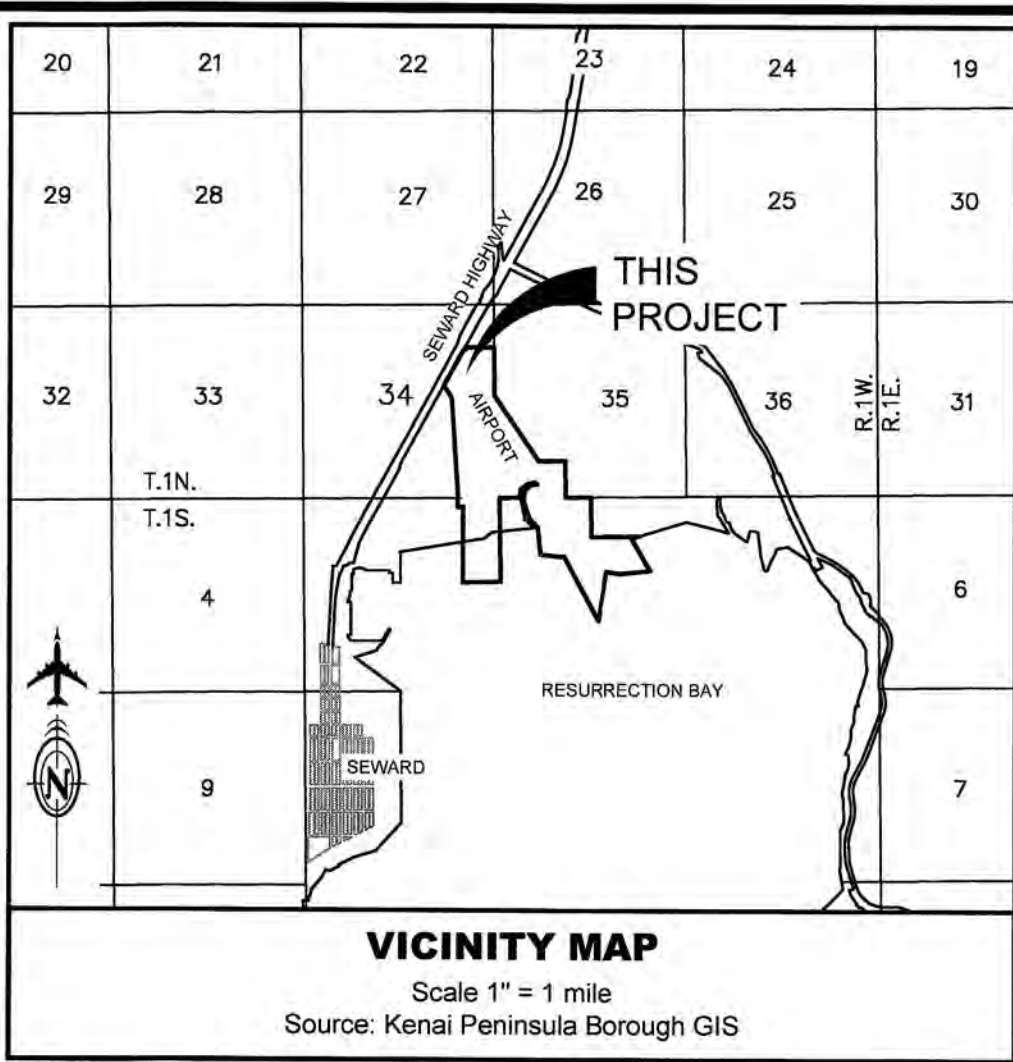 20 21 22 23 24 19
29 28 27 26 25 30
SEWARD HIGHWAY
THIS
PROJECT
32 33 34 AIRPORT 35 36 R.1W. 31
R.1E.
T.1N.
T.1S.
4 6
RESURRECTION BAY
SEWARD
N 9 7
VICINITY MAP
Scale 1" = 1 mile
Source: Kenai Peninsula Borough GIS